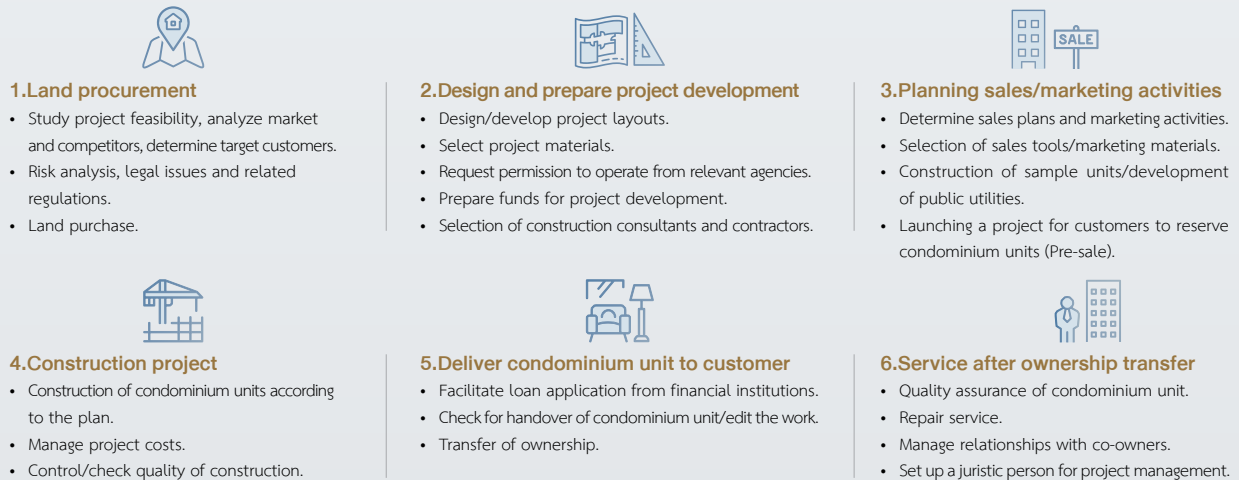 1.Land procurement
• Study project feasibility, analyze market
and competitors, determine target customers.
• Risk analysis, legal issues and related
regulations.
• Land purchase.
2.Design and prepare project development
• Design/develop project layouts.
• Select project materials.
• Request permission to operate from relevant agencies.
• Prepare funds for project development.
• Selection of construction consultants and contractors.
SALE
3.Planning sales/marketing activities
• Determine sales plans and marketing activities.
• Selection of sales tools/marketing materials.
• Construction of sample units/development
of public utilities.
• Launching a project for customers to reserve
condominium units (Pre-sale).
4.Construction project
• Construction of condominium units according
to the plan.
• Manage project costs.
• Control/check quality of construction.
5.Deliver condominium unit to customer
• Facilitate loan application from financial institutions.
• Check for handover of condominium unit/edit the work.
• Transfer of ownership.
6.Service after ownership transfer
• Quality assurance of condominium unit.
• Repair service.
• Manage relationships with co-owners.
• Set up a juristic person for project management.